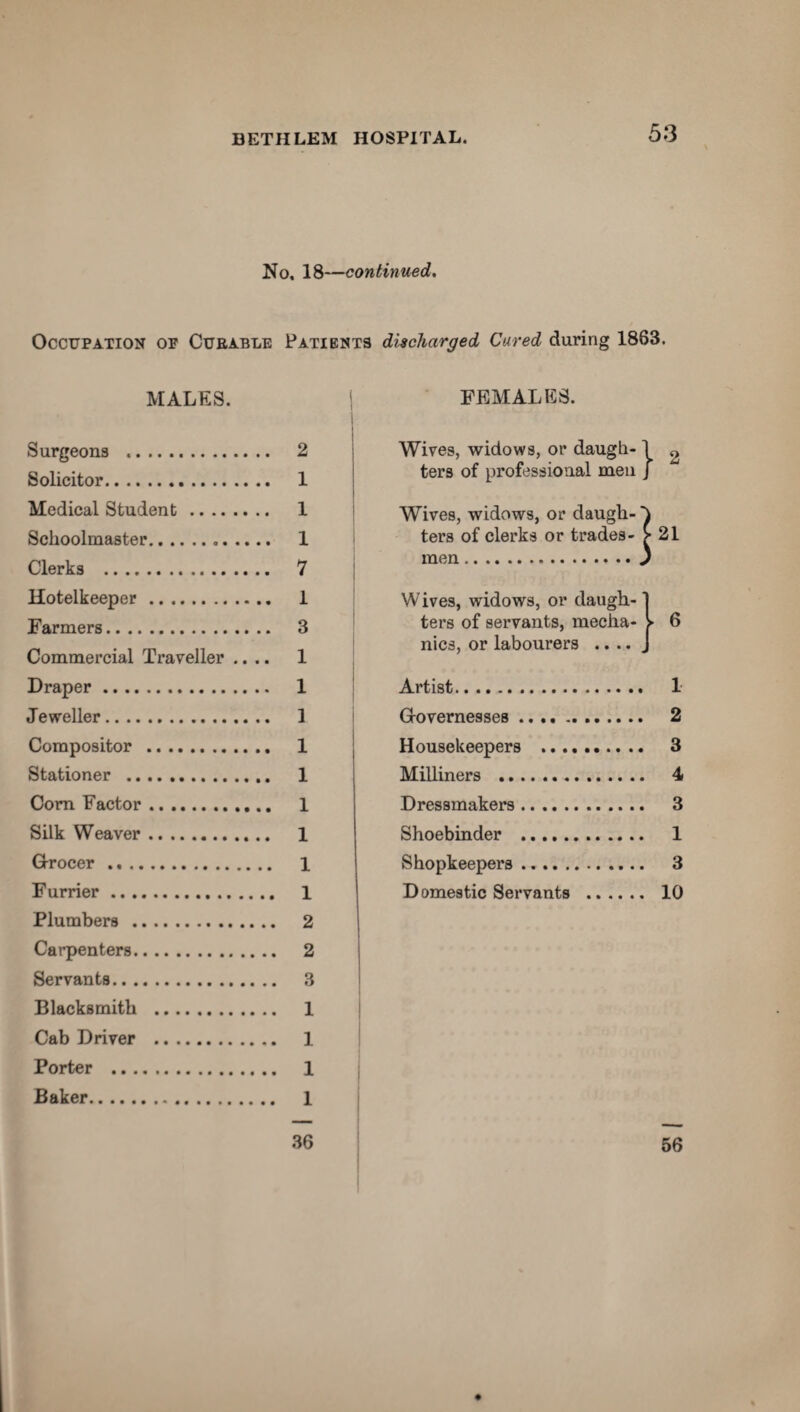 BETHLEM HOSPITAL. 53
No. 18—continued.
OCCUPATION OF CURABLE PATIENTS discharged Cured during 1863.
MALES.
Surgeons .............. 2
Solicitor................. 1
Medical Student ......... 1
Schoolmaster............. 1
Clerks ................. 7
Hotelkeeper ............ 1
Farmers................. 3
Commercial Traveller .... 1
Draper ................. 1
Jeweller................. 1
Compositor ............ 1
Stationer ............... 1
Corn Factor ............ 1
Silk Weaver ............ 1
Grocer ................. 1
Furrier ................. 1
Plumbers ............... 2
Carpenters............... 2
Servants................. 3
Blacksmith ............. 1
Cab Driver ............. 1
Porter ................. 1
Baker................... 1
36
FEMALES.
Wives, widows, or daugh-
ters of professional men } 2
Wives, widows, or daugh-
ters of clerks or trades- } 21
men .................
Wives, widows, or daugh-
ters of servants, mecha- } 6
nics, or labourers ....
Artist................... 1
Governesses ............ 2
Housekeepers .......... 3
Milliners ............... 4
Dressmakers ............ 3
Shoebinder ............ 1
Shopkeepers ............ 3
Domestic Servants ...... 10
56